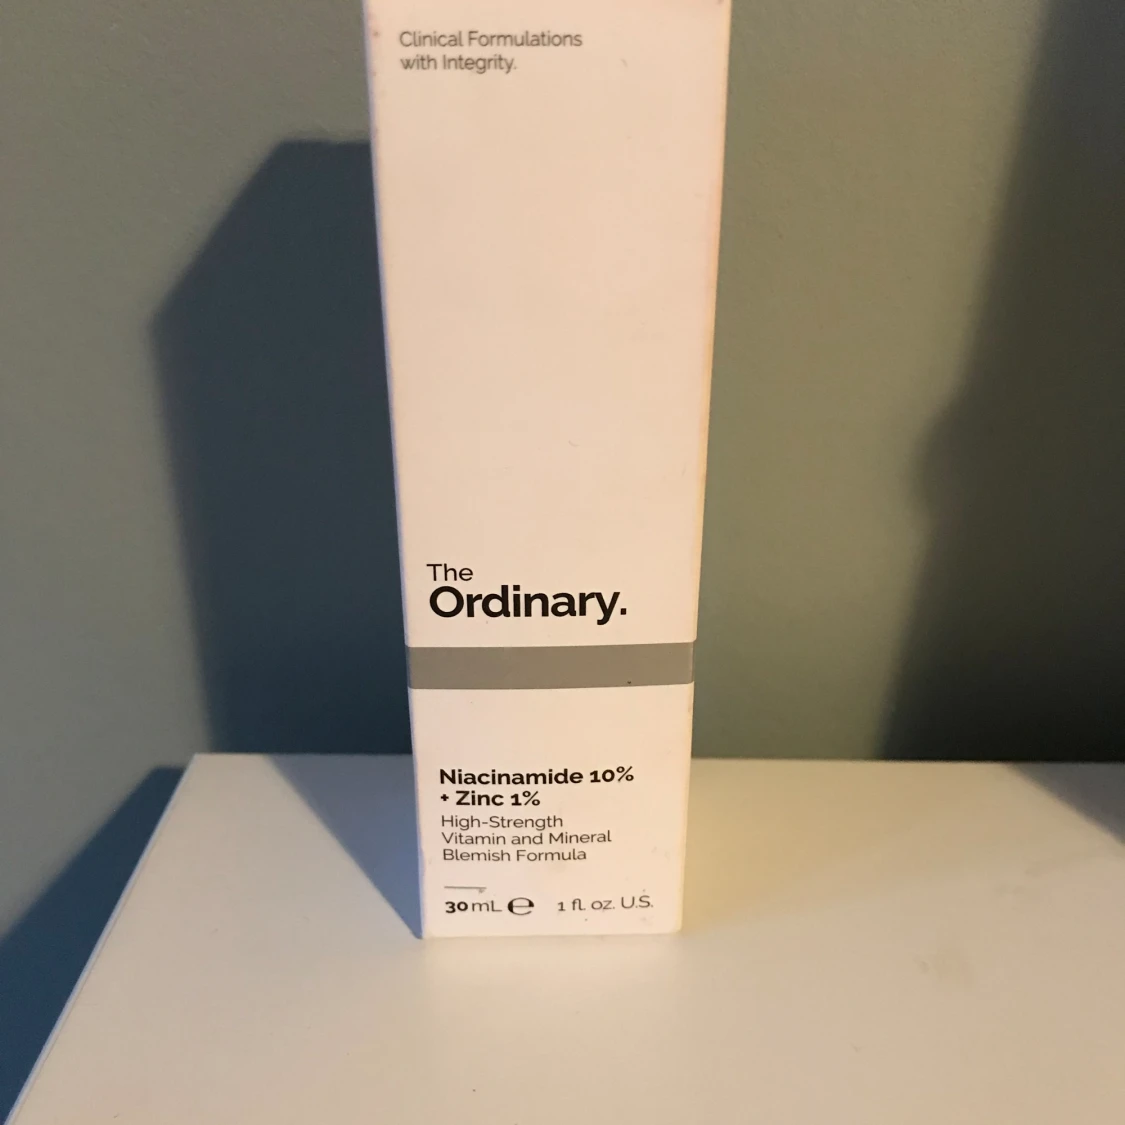 Clinical Formulations
with Integrity.
The
Ordinary.
Niacinamide 10%
+ Zinc 1%
High-Strength
Vitamin and Mineral
Blemish Formula
30 mL ℮ 1 fl. oz. U.S.